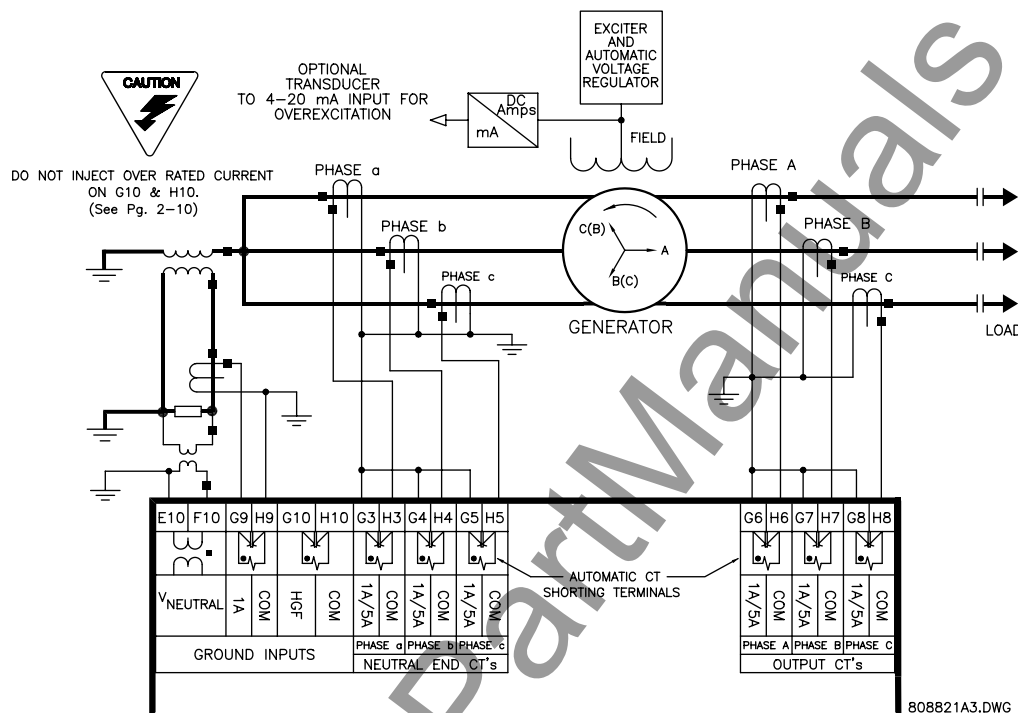 EXCITER
AND
AUTOMATIC
VOLTAGE
REGULATOR
CAUTION
OPTIONAL
TRANSDUCER
TO 4-20 mA INPUT FOR
OVEREXCITATION
DC
Amps
mA
FIELD
DO NOT INJECT OVER RATED CURRENT
ON G10 & H10.
(See Pg. 2-10)
PHASE a
PHASE A
PHASE b
PHASE B
C(B)
A
B(C)
PHASE c
PHASE C
GENERATOR
LOAD
E10 F10 G9 H9 G10 H10 G3 H3 G4 H4 G5 H5 G6 H6 G7 H7 G8 H8
AUTOMATIC CT
SHORTING TERMINALS
VNEUTRAL 1A COM HGF COM 1A/5A COM 1A/5A COM 1A/5A COM 1A/5A COM 1A/5A COM 1A/5A COM
PHASE a PHASE b PHASE c PHASE A PHASE B PHASE C
GROUND INPUTS NEUTRAL END CT's OUTPUT CT's
808821A3.DWG
DartManuals